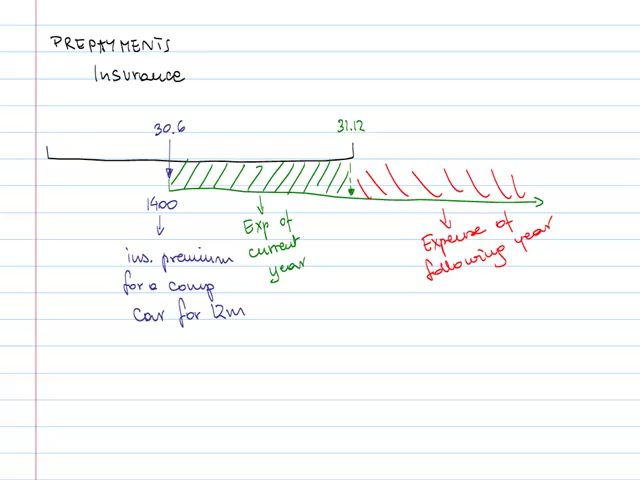 PREPAYMENTS
Insurance
30.6
31.12
1400
ins. premium
for a comp
car for 12m
Exp of
current
year
Expense of
following year